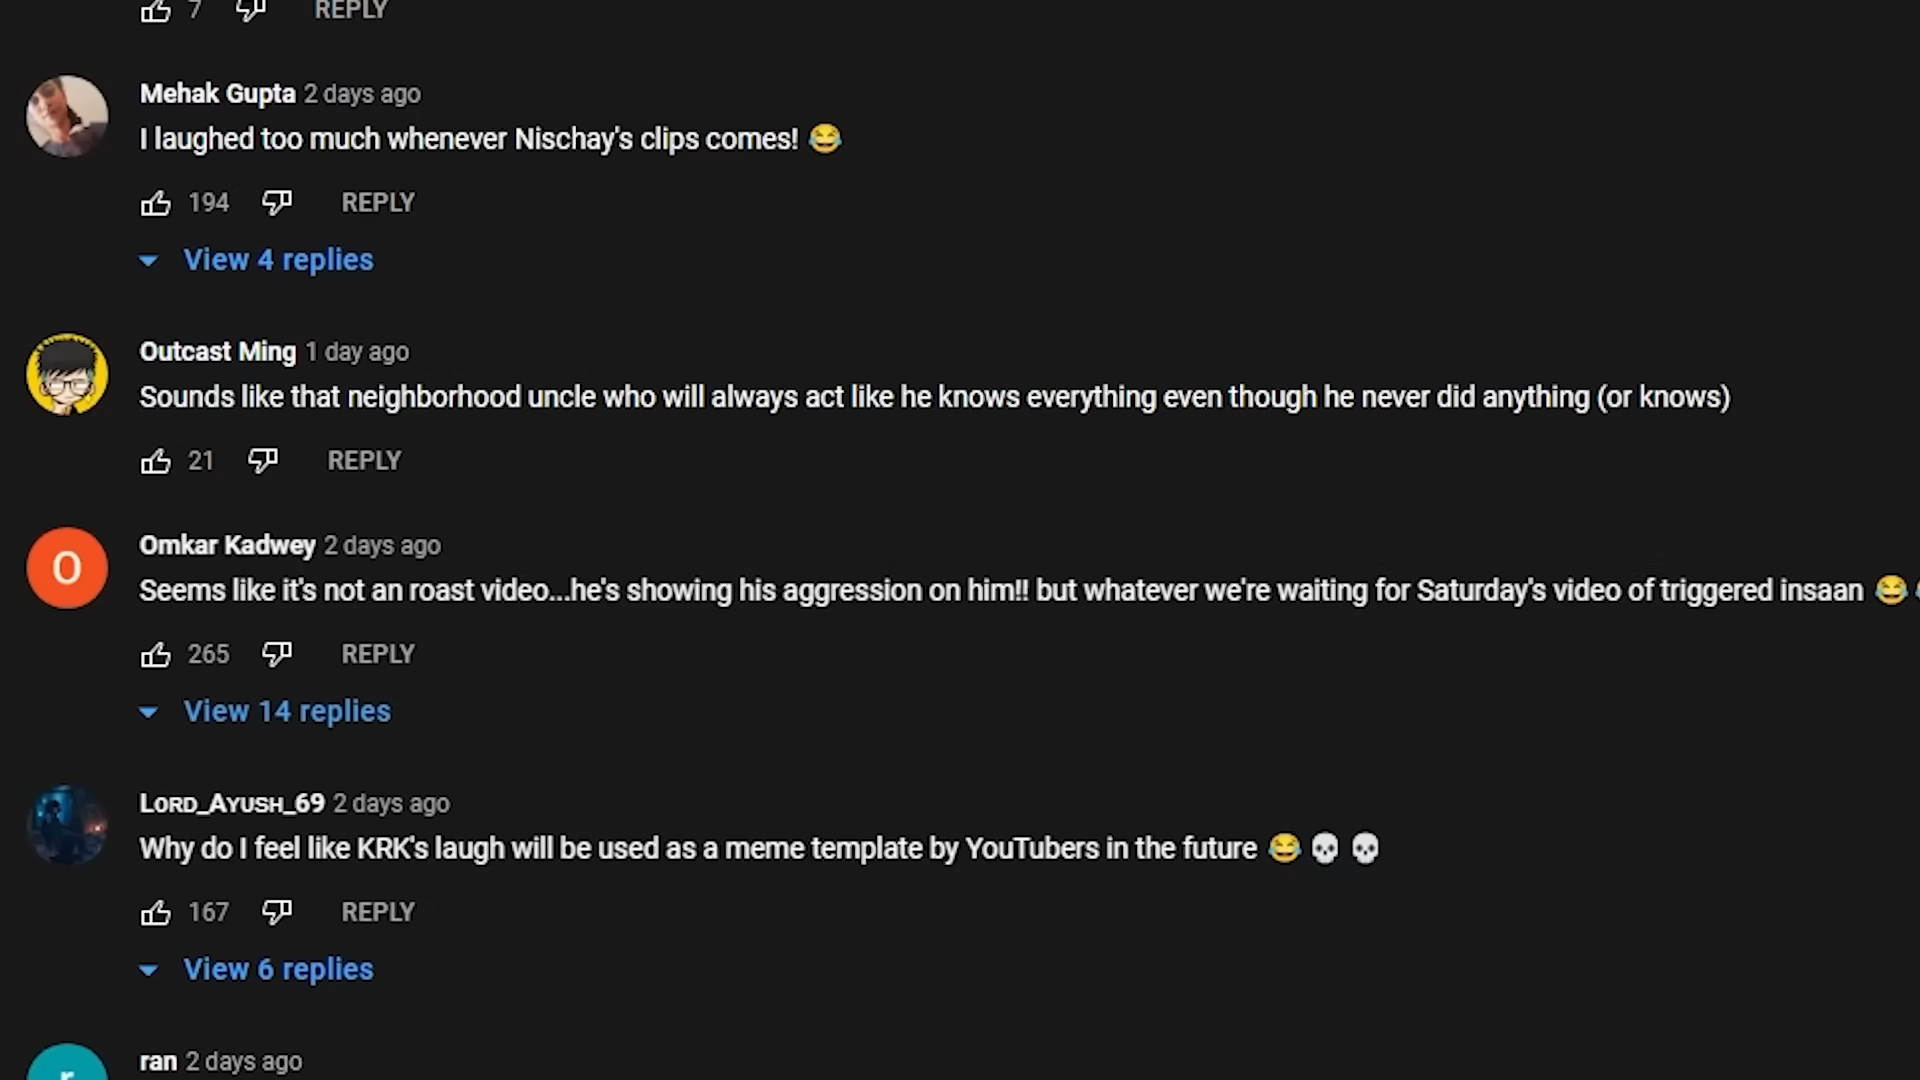 7 REPLY
Mehak Gupta 2 days ago
I laughed too much whenever Nischay's clips comes! 😂
194 REPLY
View 4 replies
Outcast Ming 1 day ago
Sounds like that neighborhood uncle who will always act like he knows everything even though he never did anything (or knows)
21 REPLY
O
Omkar Kadwey 2 days ago
Seems like it's not an roast video...he's showing his aggression on him!! but whatever we're waiting for Saturday's video of triggered insaan 😂
265 REPLY
View 14 replies
Lᴏʀᴅ_Aʏᴜsʜ_69 2 days ago
Why do I feel like KRK's laugh will be used as a meme template by YouTubers in the future 😂💀💀
167 REPLY
View 6 replies
r
ran 2 days ago